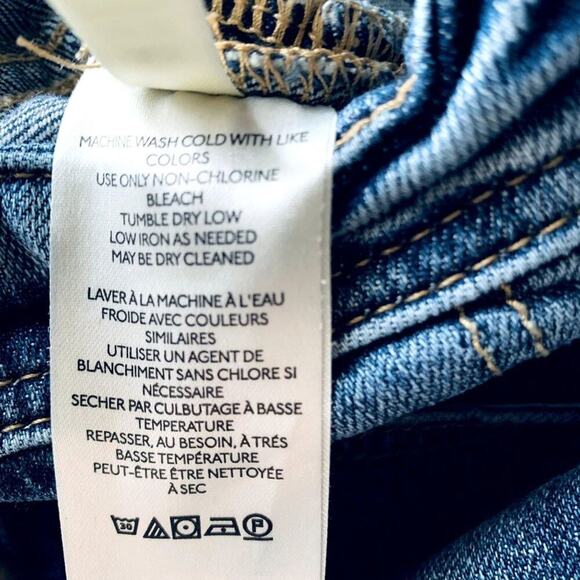 MACHINE WASH COLD WITH LIKE
COLORS
USE ONLY NON-CHLORINE
BLEACH
TUMBLE DRY LOW
LOW IRON AS NEEDED
MAY BE DRY CLEANED
LAVER À LA MACHINE À L'EAU
FROIDE AVEC COULEURS
SIMILAIRES
UTILISER UN AGENT DE
BLANCHIMENT SANS CHLORE SI
NÉCESSAIRE
SECHER PAR CULBUTAGE À BASSE
TEMPERATURE
REPASSER, AU BESOIN, À TRÉS
BASSE TEMPÉRATURE
PEUT-ÊTRE ÊTRE NETTOYÉE
À SEC
30 P